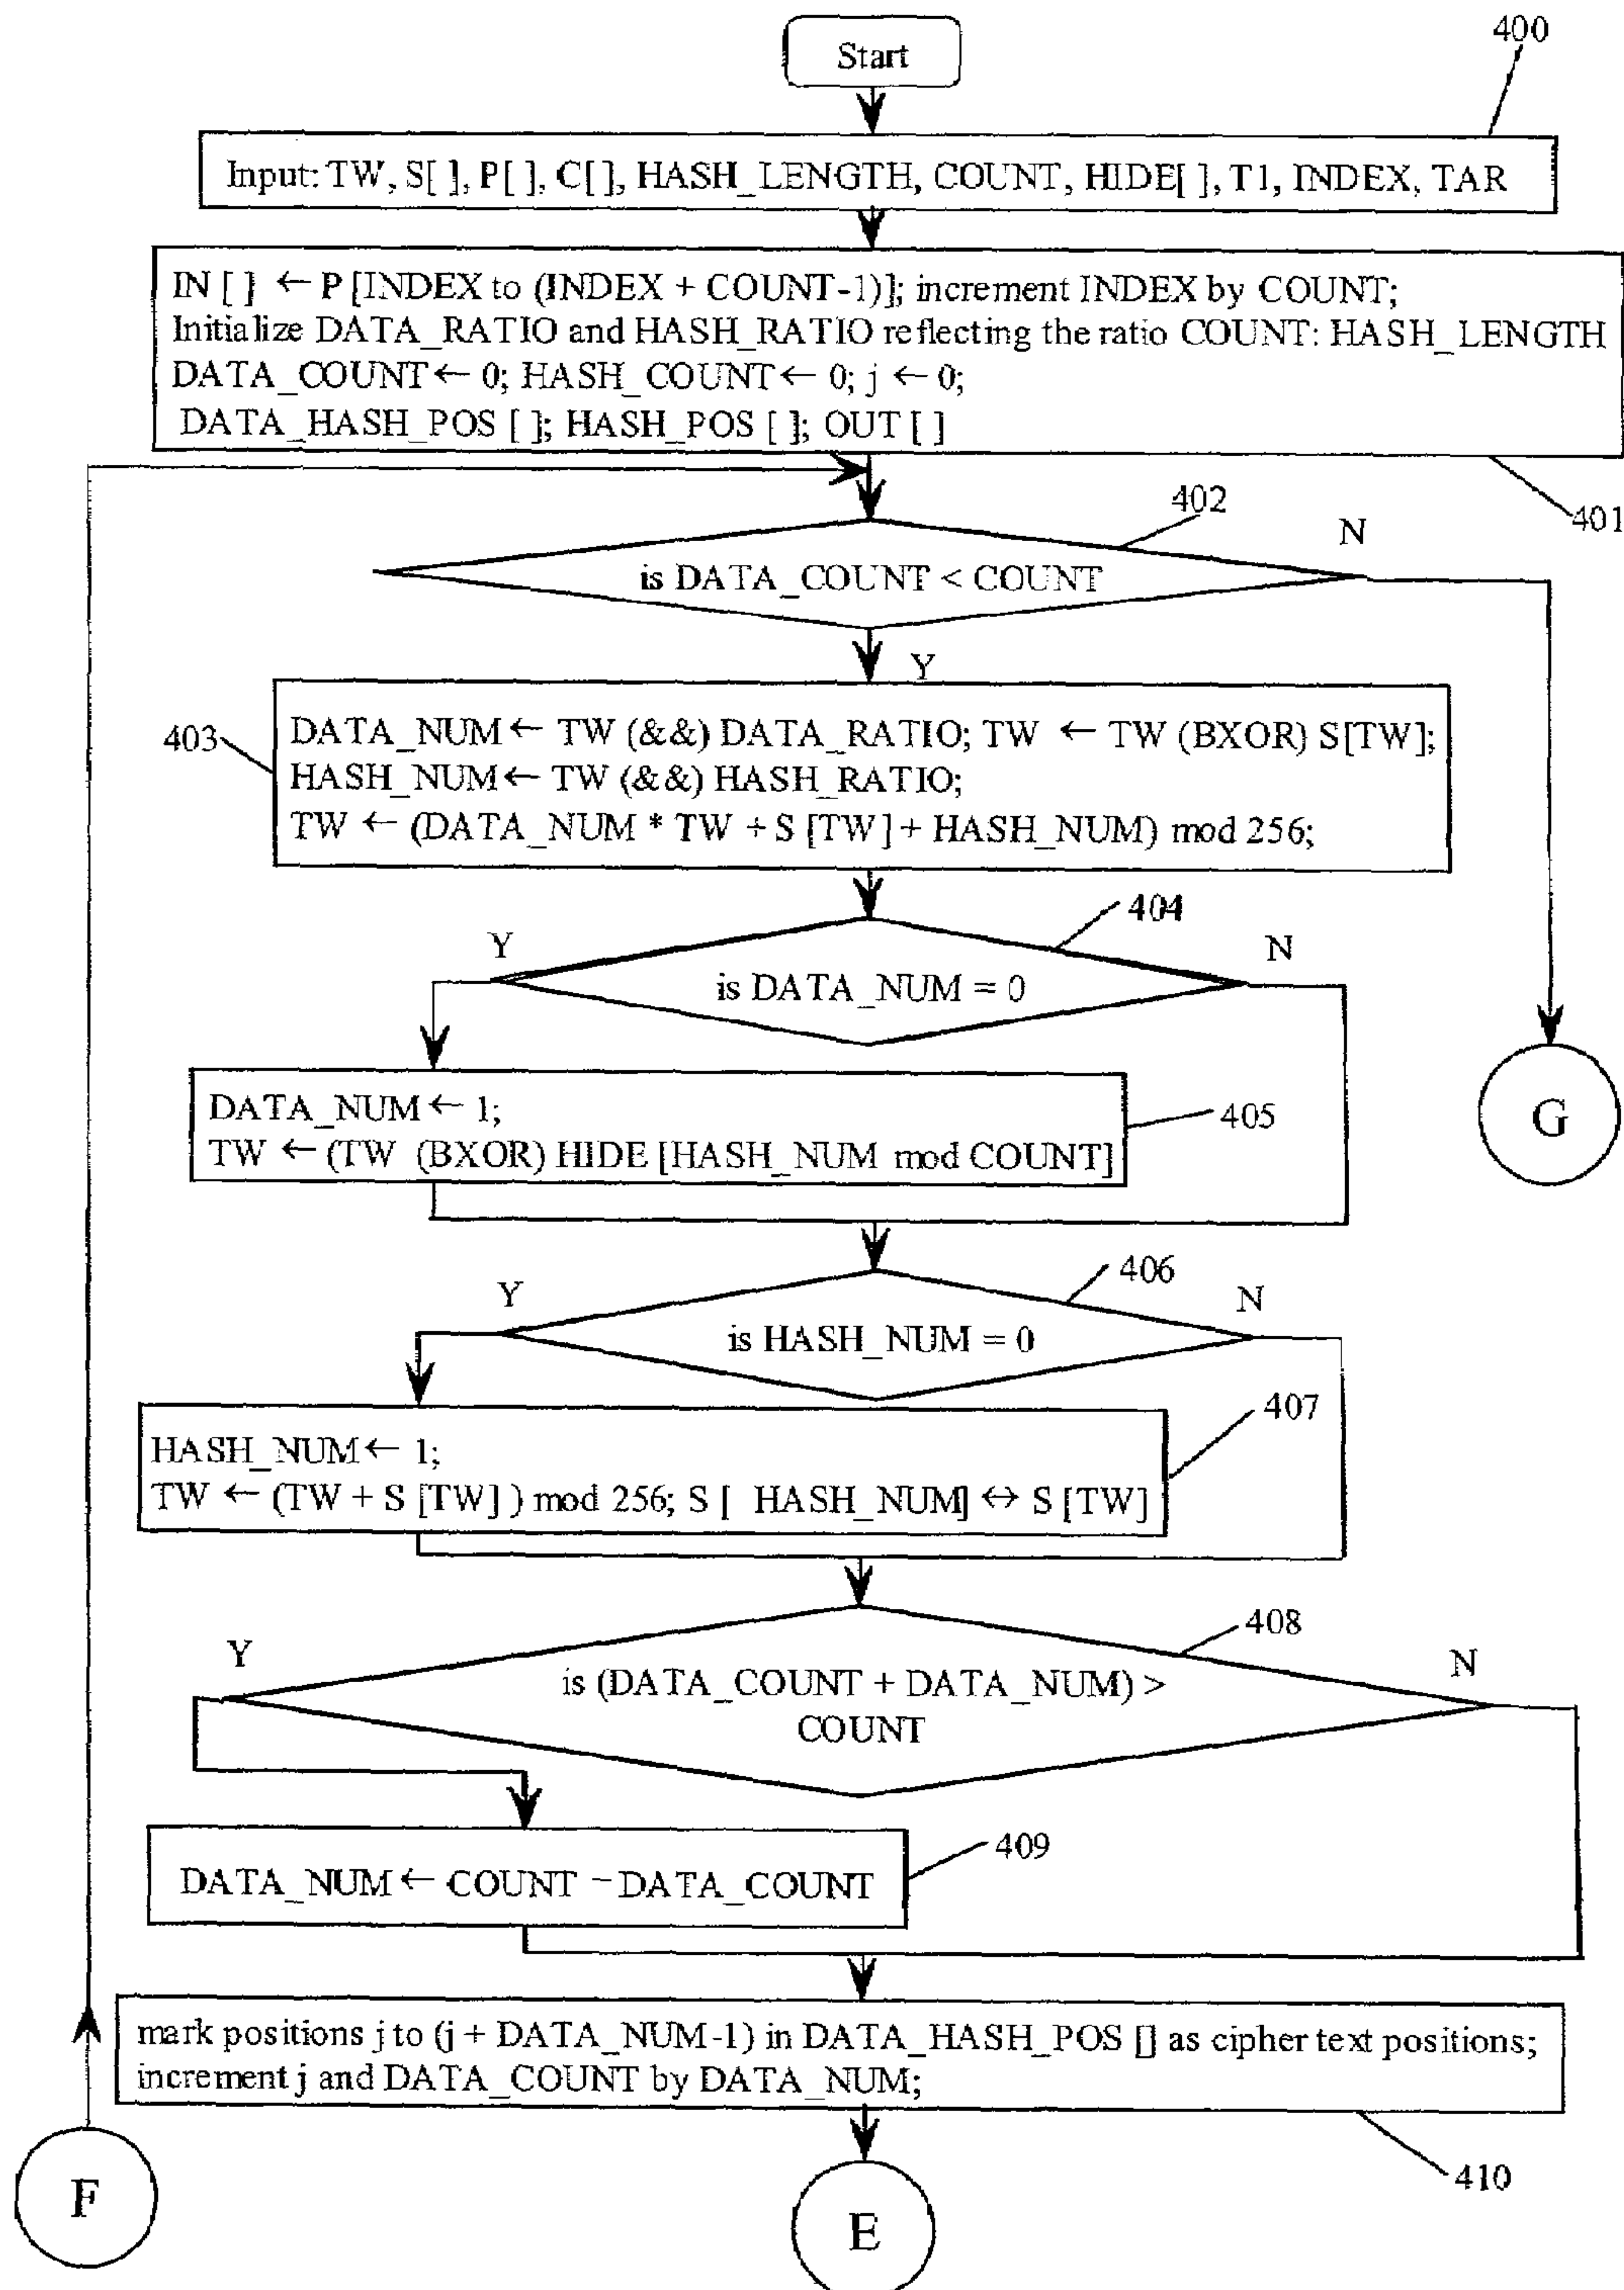 Start
400
Input: TW, S[ ], P[ ], C[], HASH_LENGTH, COUNT, HIDE[ ], T1, INDEX, TAR
IN [ ] ← P [INDEX to (INDEX + COUNT-1)]; increment INDEX by COUNT;
Initialize DATA_RATIO and HASH_RATIO reflecting the ratio COUNT: HASH_LENGTH
DATA_COUNT← 0; HASH_COUNT← 0; j ← 0;
DATA_HASH_POS [ ]; HASH_POS [ ]; OUT [ ]
401
402
N
is DATA_COUNT < COUNT
Y
403
DATA_NUM← TW (&&) DATA_RATIO; TW ← TW (BXOR) S[TW];
HASH_NUM← TW (&&) HASH_RATIO;
TW ← (DATA_NUM * TW + S [TW] + HASH_NUM) mod 256;
404
Y
N
is DATA_NUM = 0
DATA_NUM← 1;
TW ← (TW (BXOR) HIDE [HASH_NUM mod COUNT]
405
G
406
Y
N
is HASH_NUM = 0
407
HASH_NUM← 1;
TW ← (TW + S [TW] ) mod 256; S [ HASH_NUM] ↔ S [TW]
408
Y
N
is (DATA_COUNT + DATA_NUM) >
COUNT
409
DATA_NUM← COUNT -DATA_COUNT
mark positions j to (j + DATA_NUM-1) in DATA_HASH_POS [] as cipher text positions;
increment j and DATA_COUNT by DATA_NUM;
410
F
E